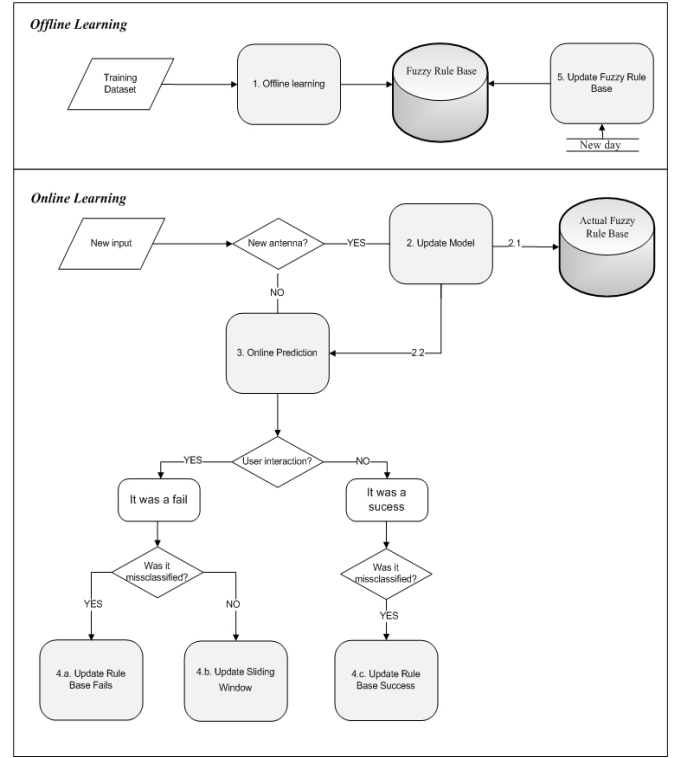 Offline Learning
Training
Dataset
1. Offline learning
Fuzzy Rule Base
5. Update Fuzzy Rule
Base
New day
Online Learning
New input
New antenna?
YES
2. Update Model
2.1
Actual Fuzzy
Rule Base
NO
3. Online Prediction
2.2
User interaction?
YES
NO
It was a fail
It was a
sucess
Was it
missclassified?
Was it
missclassified?
YES
NO
YES
4.a. Update Rule
Base Fails
4.b. Update Sliding
Window
4.c. Update Rule
Base Success